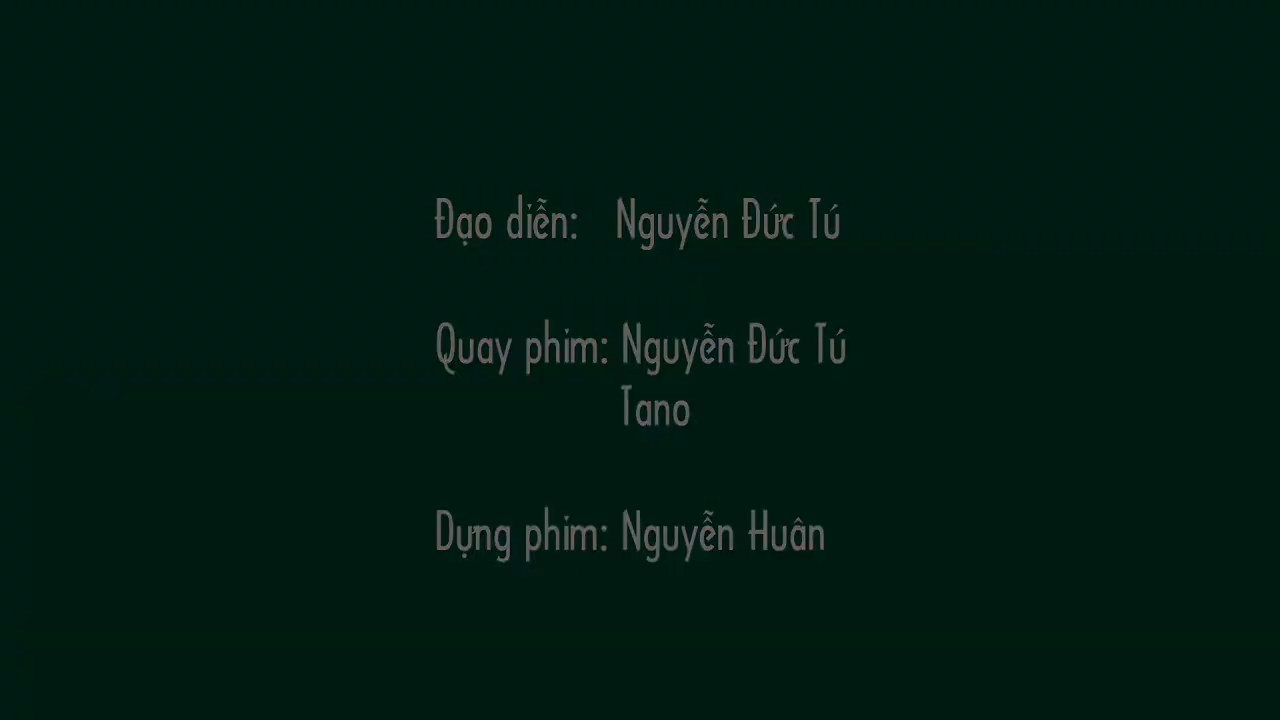 Đạo diễn: Nguyễn Đức Tú
Quay phim: Nguyễn Đức Tú
Tano
Dựng phim: Nguyễn Huân